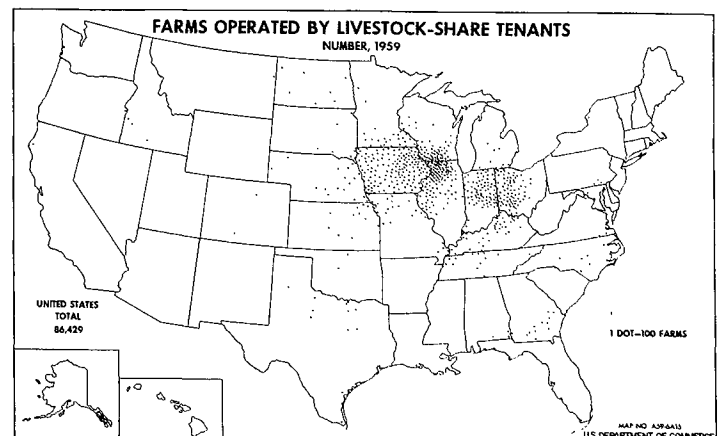 FARMS OPERATED BY LIVESTOCK-SHARE TENANTS
NUMBER, 1959
UNITED STATES
TOTAL
86,429
1 DOT—100 FARMS
MAP NO. A59-6A13
U.S. DEPARTMENT OF COMMERCE